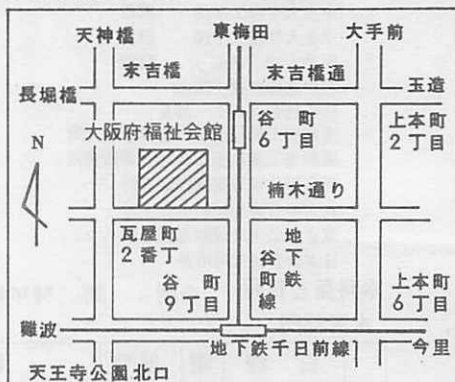 天神橋
東梅田
大手前
末吉橋
末吉橋通
玉造
長堀橋
谷町
6丁目
上本町
2丁目
N
大阪府福祉会館
楠木通り
瓦屋町
2番丁
谷町
9丁目
地下鉄
谷町線
上本町
6丁目
難波
地下鉄千日前線
今里
天王寺公園北口